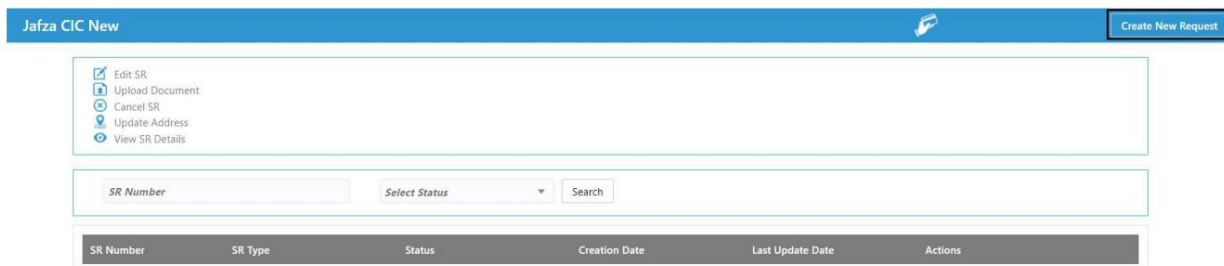 Jafza CIC New
Create New Request
Edit SR
Upload Document
Cancel SR
Update Address
View SR Details
SR Number Select Status Search
SR Number SR Type Status Creation Date Last Update Date Actions